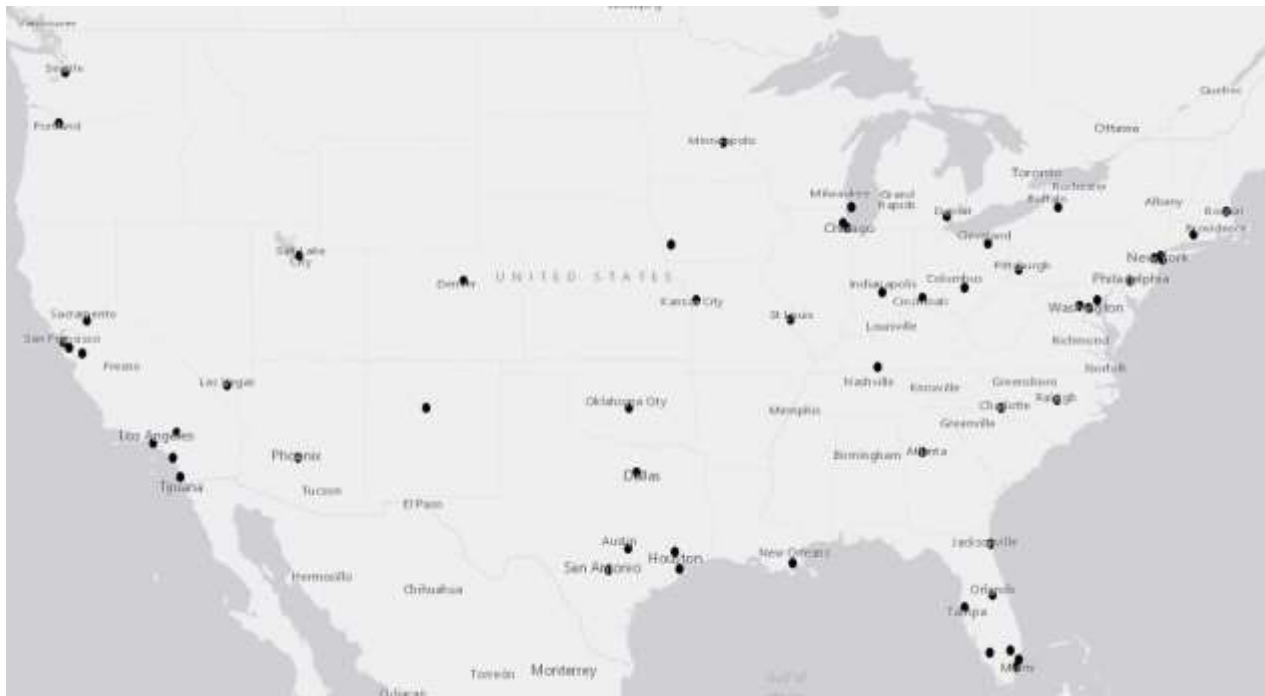 Vancouver
Seattle
Portland
Quebec
Ottawa
Minneapolis
Toronto
Rochester
Milwaukee
Grand
Rapids
Buffalo
Albany
Boston
Detroit
Providence
Chicago
Cleveland
Salt Lake
City
New York
Denver
UNITED STATES
Pittsburgh
Columbus
Philadelphia
Indianapolis
Kansas City
Cincinnati
Washington
Sacramento
St Louis
Louisville
San Francisco
Richmond
Fresno
Norfolk
Las Vegas
Nashville
Knoxville
Greensboro
Oklahoma City
Memphis
Charlotte
Raleigh
Greenville
Los Angeles
Phoenix
Birmingham
Atlanta
Dallas
Tijuana
Tucson
El Paso
Austin
Jacksonville
Houston
New Orleans
San Antonio
Hermosillo
Chihuahua
Orlando
Tampa
Miami
Torreón
Monterrey
Gulf of